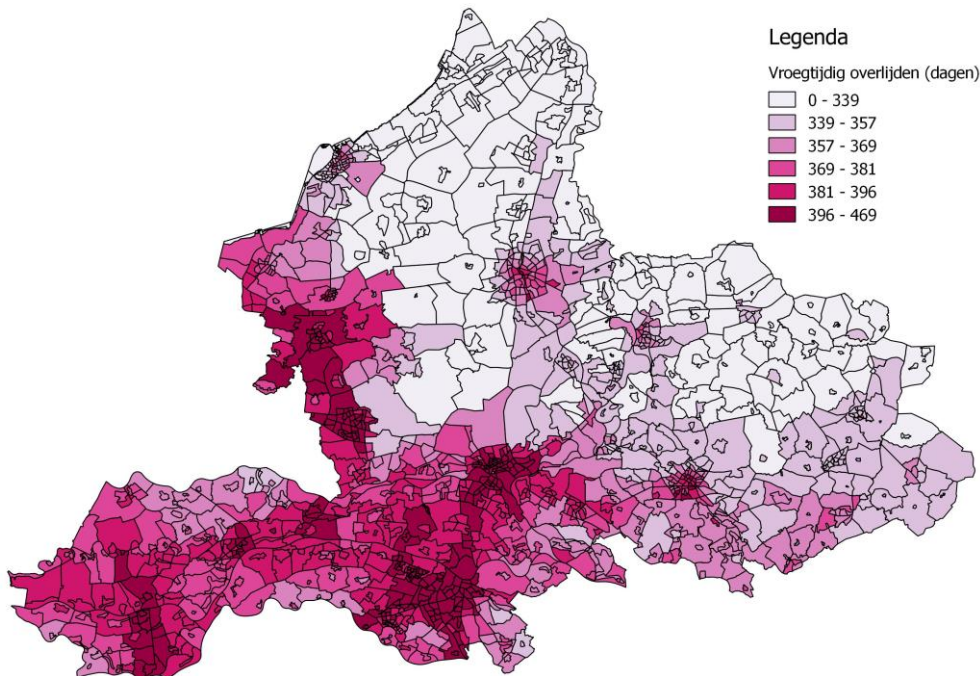 Legenda
Vroegtijdig overlijden (dagen)
0 - 339
339 - 357
357 - 369
369 - 381
381 - 396
396 - 469